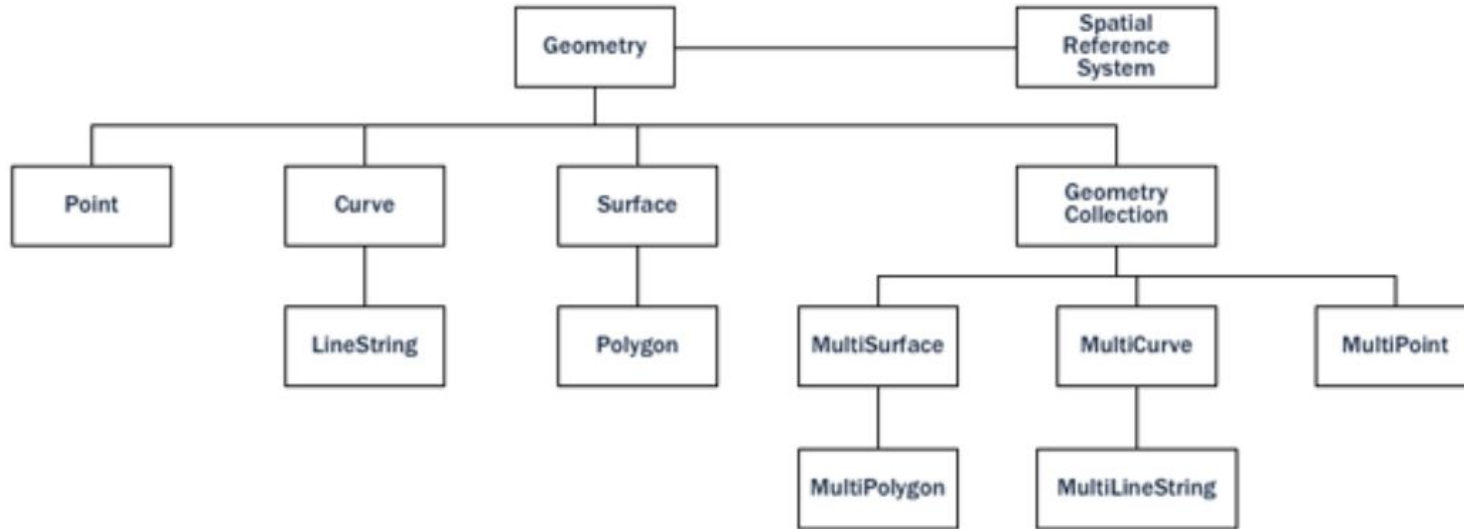 Geometry
Spatial
Reference
System
Point
Curve
Surface
Geometry
Collection
LineString
Polygon
MultiSurface
MultiCurve
MultiPoint
MultiPolygon
MultiLineString